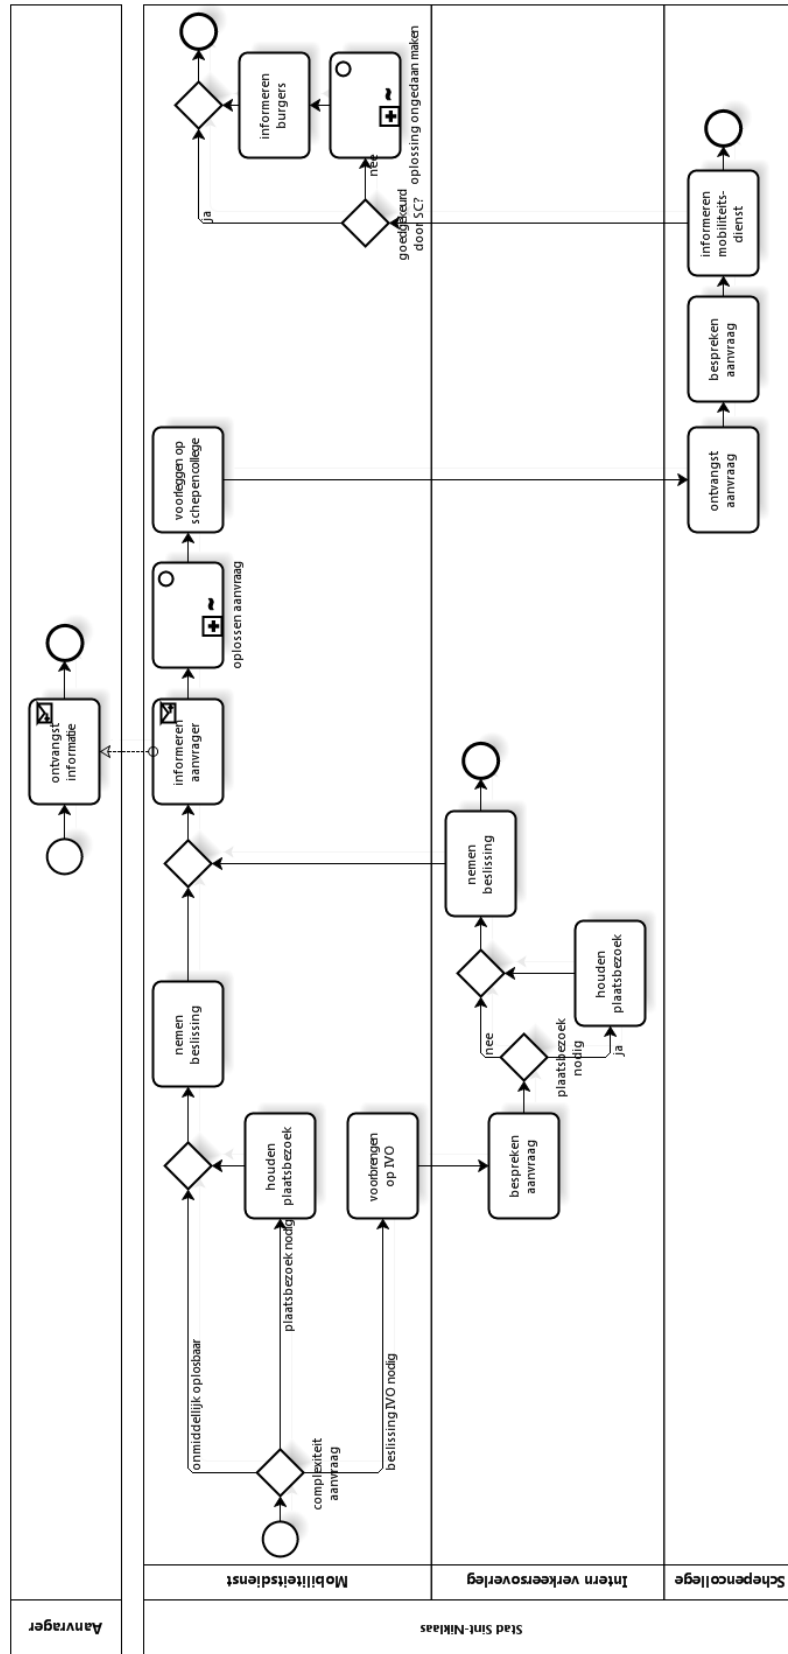 Aanvrager
ontvangst
informatie
Stad Sint-Niklaas
Mobiliteitsdienst
complexiteit
aanvraag
onmiddellijk oplosbaar
plaatsbezoek nodig
beslissing IVO nodig
houden
plaatsbezoek
voorbrengen
op IVO
nemen
beslissing
informeren
aanvrager
oplossen aanvraag
voorleggen op
schepencollege
goedgekeurd
door SC?
ja
nee
oplossing ongedaan maken
informeren
burgers
Intern verkeersoverleg
bespreken
aanvraag
plaatsbezoek
nodig
nee
ja
houden
plaatsbezoek
nemen
beslissing
Schepencollege
ontvangst
aanvraag
bespreken
aanvraag
informeren
mobiliteits-
dienst